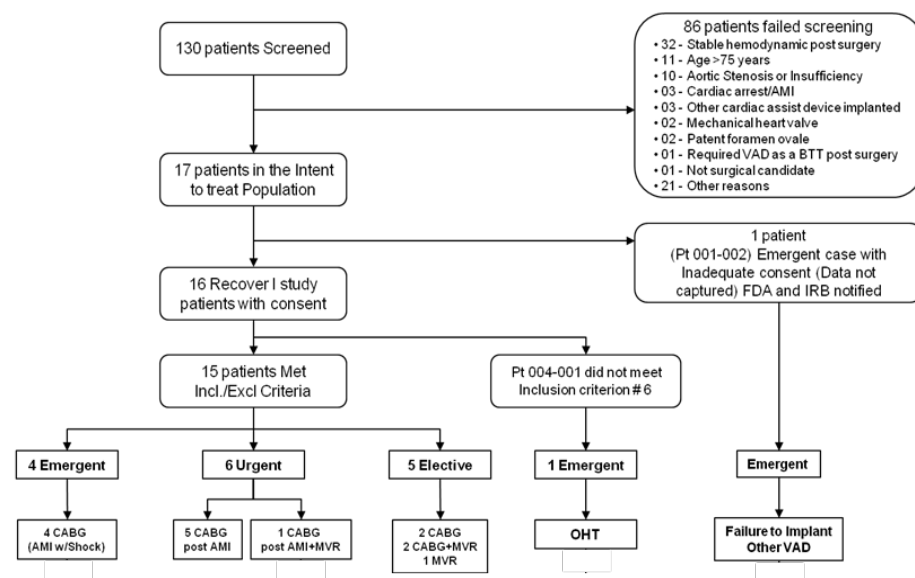 130 patients Screened
86 patients failed screening
• 32 - Stable hemodynamic post surgery
• 11 - Age >75 years
• 10 - Aortic Stenosis or Insufficiency
• 03 - Cardiac arrest/AMI
• 03 - Other cardiac assist device implanted
• 02 - Mechanical heart valve
• 02 - Patent foramen ovale
• 01 - Required VAD as a BTT post surgery
• 01 - Not surgical candidate
• 21 - Other reasons
17 patients in the Intent
to treat Population
1 patient
(Pt 001-002) Emergent case with
Inadequate consent (Data not
captured) FDA and IRB notified
16 Recover I study
patients with consent
15 patients Met
Incl./Excl Criteria
Pt 004-001 did not meet
Inclusion criterion # 6
4 Emergent
6 Urgent
5 Elective
1 Emergent
Emergent
4 CABG
(AMI w/Shock)
5 CABG
post AMI
1 CABG
post AMI+MVR
2 CABG
2 CABG+MVR
1 MVR
OHT
Failure to Implant
Other VAD